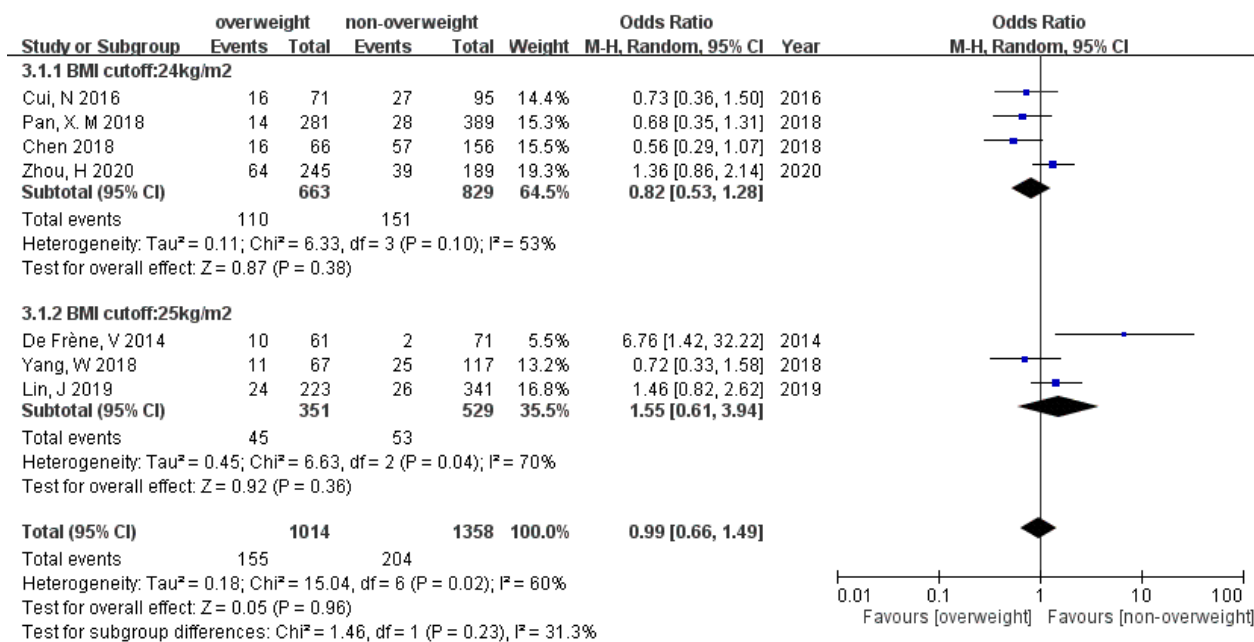 overweight non-overweight Odds Ratio Odds Ratio
Study or Subgroup Events Total Events Total Weight M-H, Random, 95% CI Year M-H, Random, 95% CI
3.1.1 BMI cutoff:24kg/m2
Cui, N 2016 16 71 27 95 14.4% 0.73 [0.36, 1.50] 2016
Pan, X. M 2018 14 281 28 389 15.3% 0.68 [0.35, 1.31] 2018
Chen 2018 16 66 57 156 15.5% 0.56 [0.29, 1.07] 2018
Zhou, H 2020 64 245 39 189 19.3% 1.36 [0.86, 2.14] 2020
Subtotal (95% CI) 663 829 64.5% 0.82 [0.53, 1.28]
Total events 110 151
Heterogeneity: Tau² = 0.11; Chi² = 6.33, df = 3 (P = 0.10); I² = 53%
Test for overall effect: Z = 0.87 (P = 0.38)
3.1.2 BMI cutoff:25kg/m2
De Frène, V 2014 10 61 2 71 5.5% 6.76 [1.42, 32.22] 2014
Yang, W 2018 11 67 25 117 13.2% 0.72 [0.33, 1.58] 2018
Lin, J 2019 24 223 26 341 16.8% 1.46 [0.82, 2.62] 2019
Subtotal (95% CI) 351 529 35.5% 1.55 [0.61, 3.94]
Total events 45 53
Heterogeneity: Tau² = 0.45; Chi² = 6.63, df = 2 (P = 0.04); I² = 70%
Test for overall effect: Z = 0.92 (P = 0.36)
Total (95% CI) 1014 1358 100.0% 0.99 [0.66, 1.49]
Total events 155 204
Heterogeneity: Tau² = 0.18; Chi² = 15.04, df = 6 (P = 0.02); I² = 60%
Test for overall effect: Z = 0.05 (P = 0.96)
Test for subgroup differences: Chi² = 1.46, df = 1 (P = 0.23), I² = 31.3%
0.01 0.1 1 10 100
Favours [overweight] Favours [non-overweight]